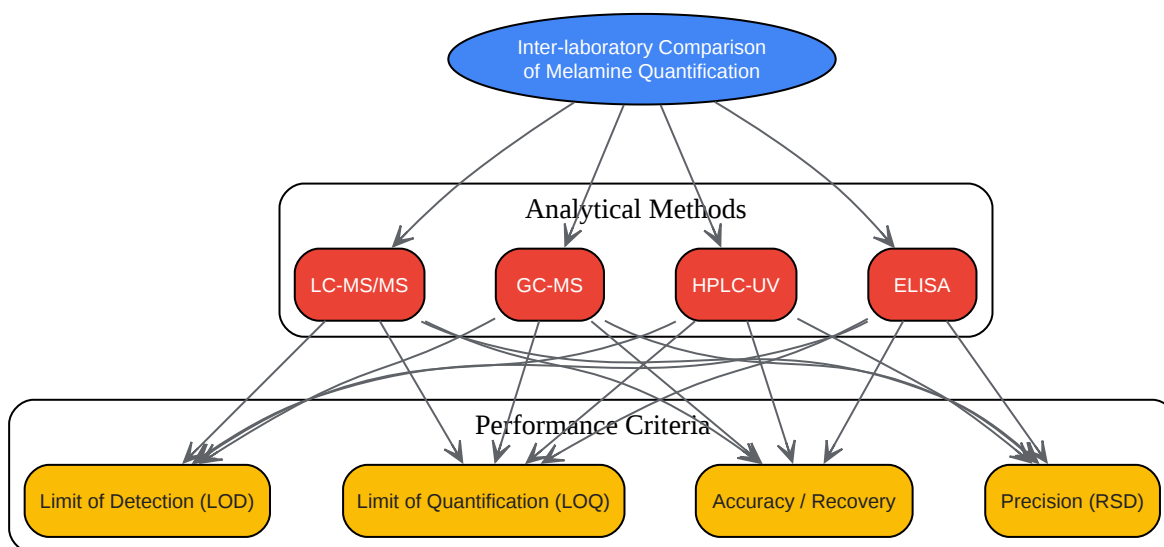 Inter-laboratory Comparison
of Melamine Quantification
Analytical Methods
LC-MS/MS
GC-MS
HPLC-UV
ELISA
Performance Criteria
Limit of Detection (LOD)
Limit of Quantification (LOQ)
Accuracy / Recovery
Precision (RSD)